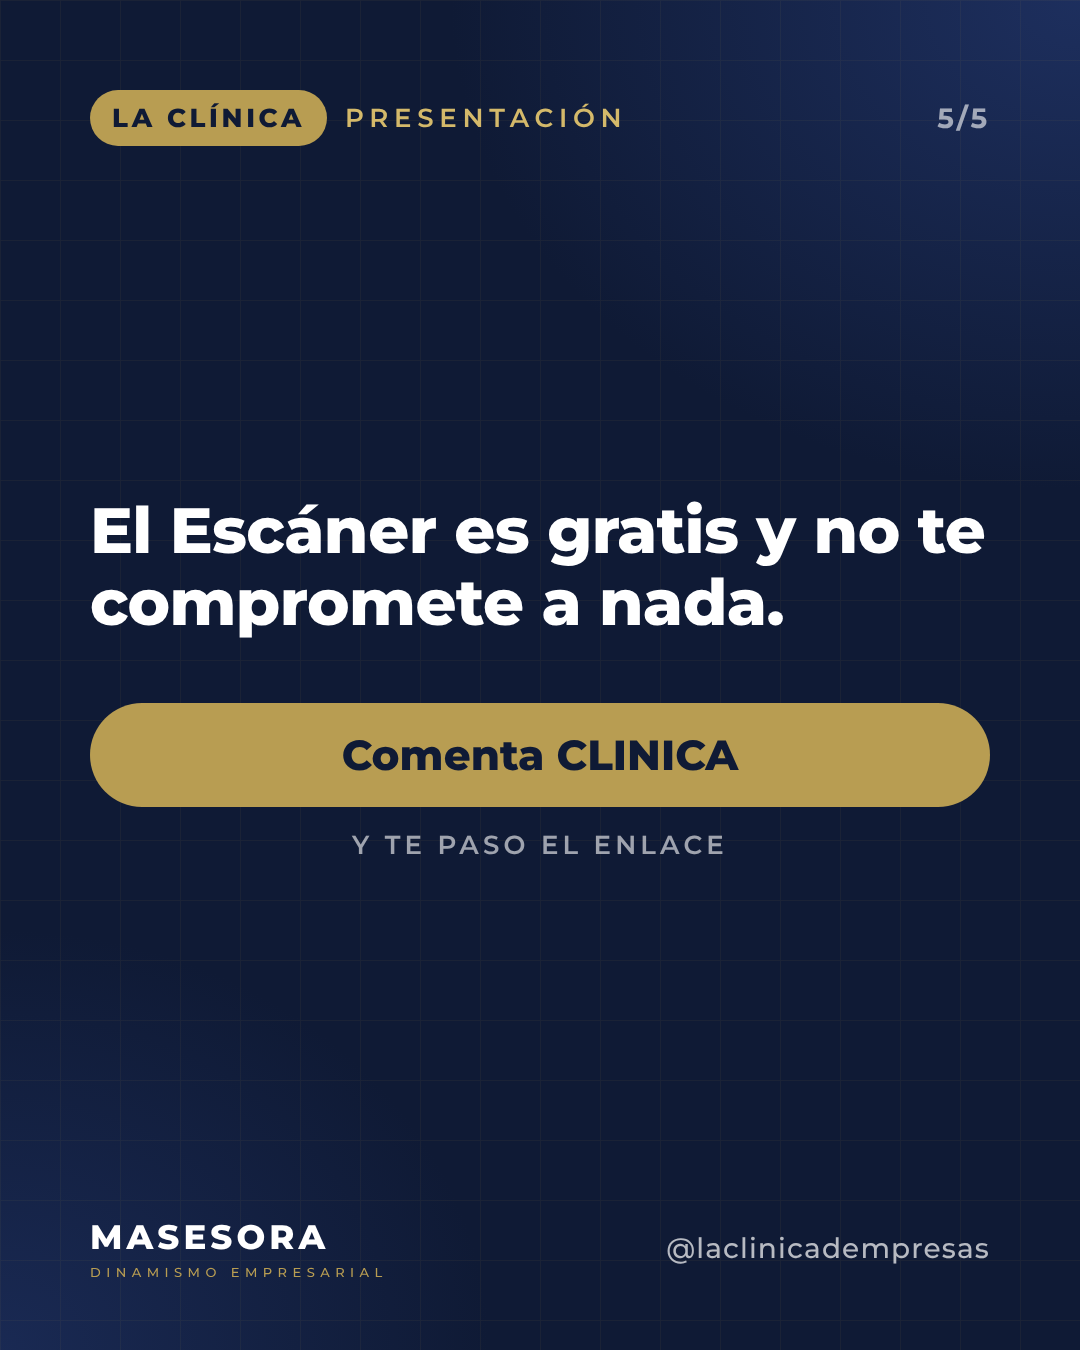 LA CLÍNICA PRESENTACIÓN 5/5
El Escáner es gratis y no te
compromete a nada.
Comenta CLINICA
Y TE PASO EL ENLACE
MASESORA
DINAMISMO EMPRESARIAL
@laclinicadempresas